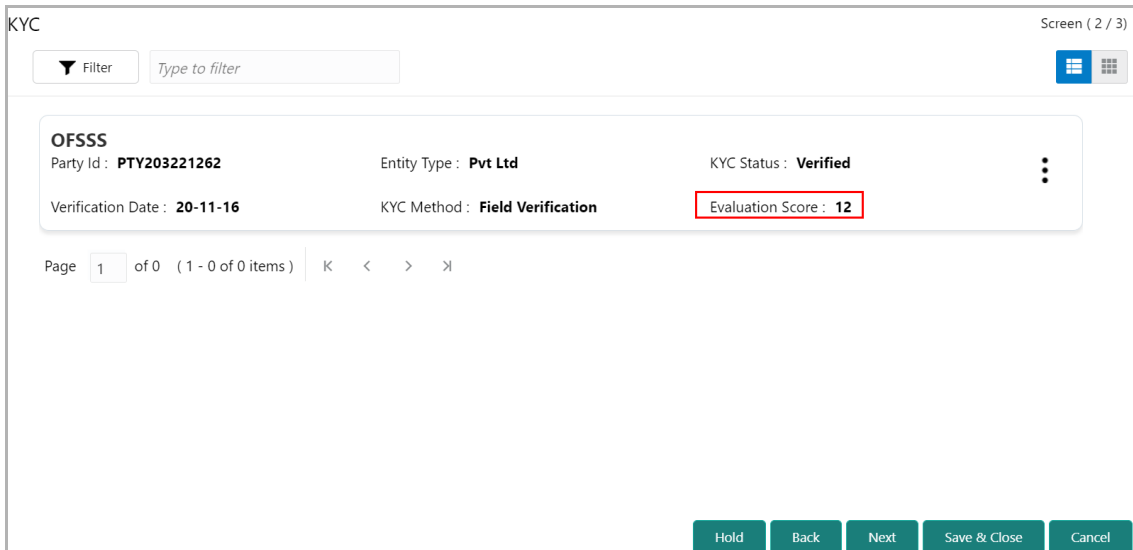 KYC
Screen ( 2 / 3)
Filter
Type to filter
OFSSS
Party Id : PTY203221262 Entity Type : Pvt Ltd KYC Status : Verified
Verification Date : 20-11-16 KYC Method : Field Verification Evaluation Score : 12
Page 1 of 0 ( 1 - 0 of 0 items )
Hold Back Next Save & Close Cancel